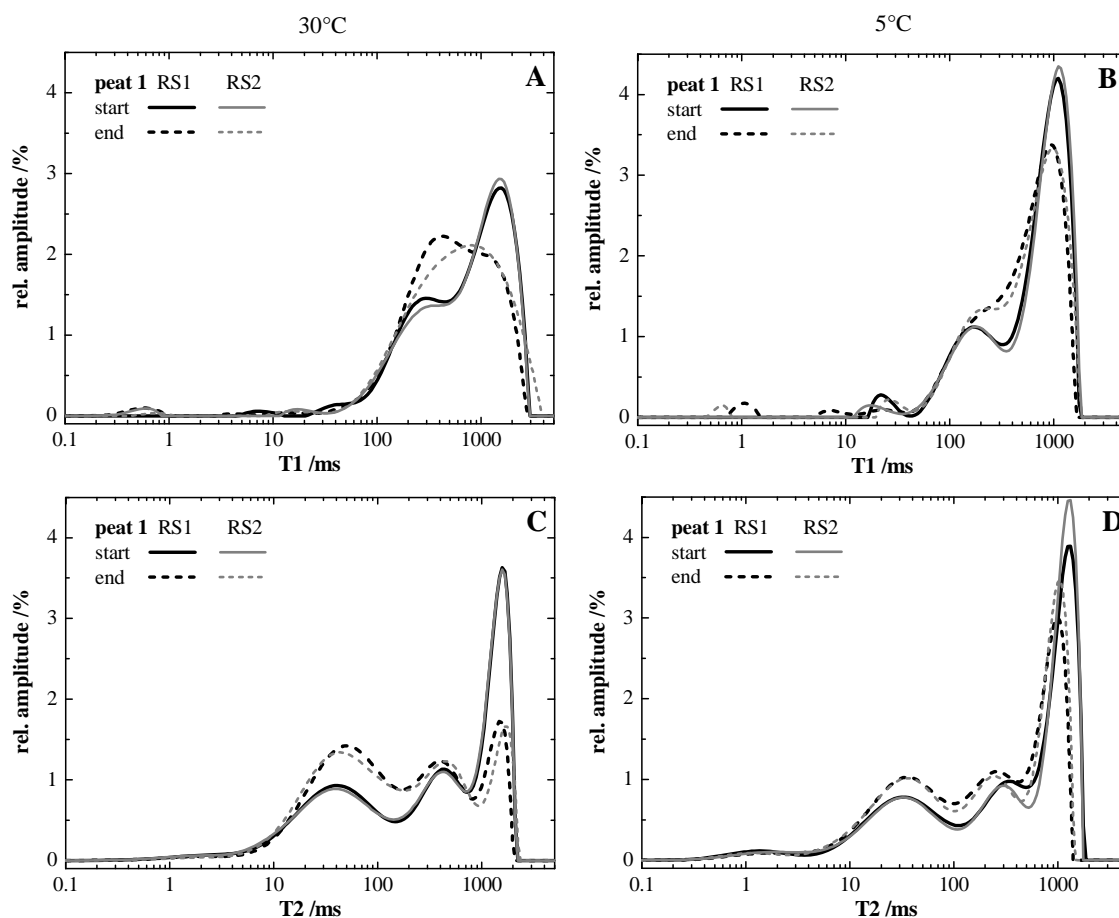 30°C
5°C
A
peat 1 RS1 RS2
start
end
rel. amplitude /%
4
3
2
1
0
0.1 1 10 100 1000
T1 /ms
B
peat 1 RS1 RS2
start
end
rel. amplitude /%
4
3
2
1
0
0.1 1 10 100 1000
T1 /ms
C
peat 1 RS1 RS2
start
end
rel. amplitude /%
4
3
2
1
0
0.1 1 10 100 1000
T2 /ms
D
peat 1 RS1 RS2
start
end
rel. amplitude /%
4
3
2
1
0
0.1 1 10 100 1000
T2 /ms